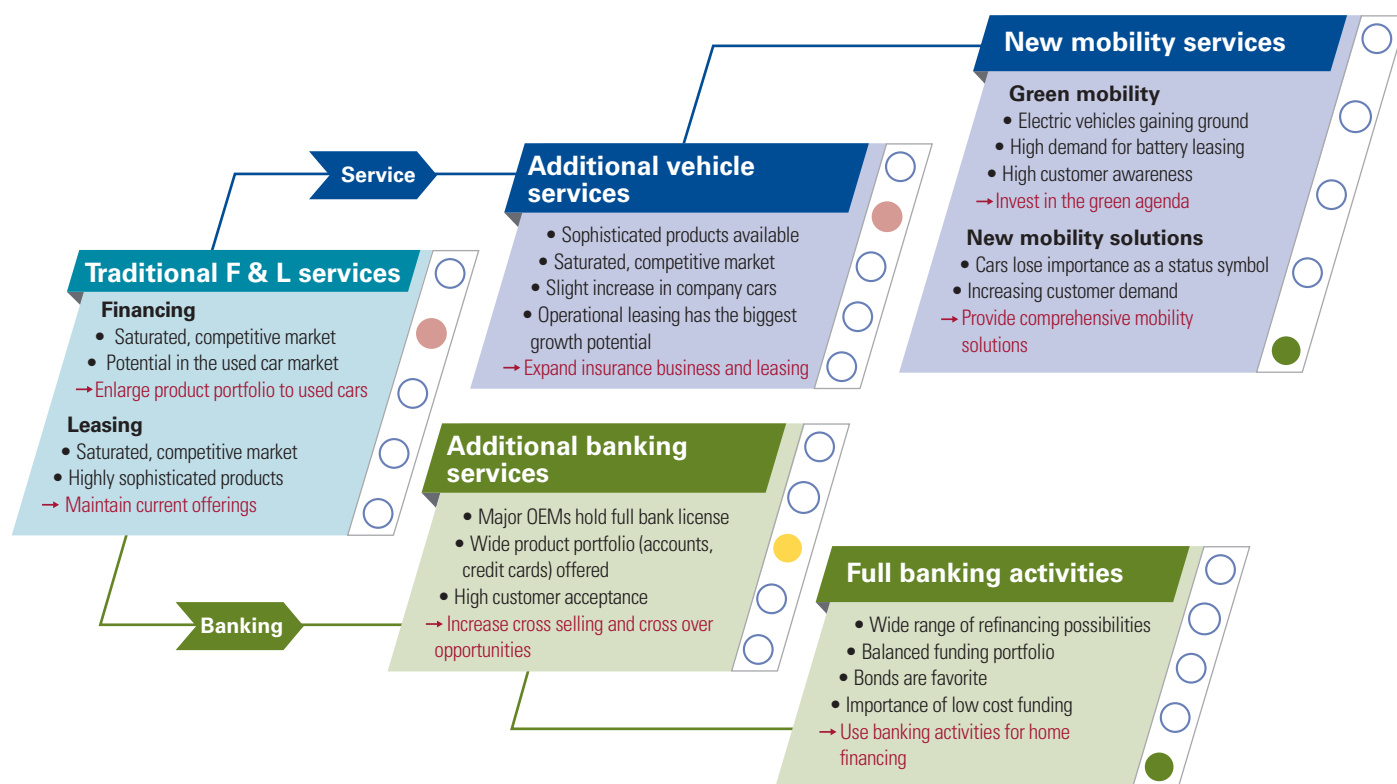 Traditional F & L services
Financing
• Saturated, competitive market
• Potential in the used car market
→ Enlarge product portfolio to used cars
Leasing
• Saturated, competitive market
• Highly sophisticated products
→ Maintain current offerings
Service
Additional vehicle
services
• Sophisticated products available
• Saturated, competitive market
• Slight increase in company cars
• Operational leasing has the biggest
growth potential
→ Expand insurance business and leasing
New mobility services
Green mobility
• Electric vehicles gaining ground
• High demand for battery leasing
• High customer awareness
→ Invest in the green agenda
New mobility solutions
• Cars lose importance as a status symbol
• Increasing customer demand
→ Provide comprehensive mobility
solutions
Banking
Additional banking
services
• Major OEMs hold full bank license
• Wide product portfolio (accounts,
credit cards) offered
• High customer acceptance
→ Increase cross selling and cross over
opportunities
Full banking activities
• Wide range of refinancing possibilities
• Balanced funding portfolio
• Bonds are favorite
• Importance of low cost funding
→ Use banking activities for home
financing